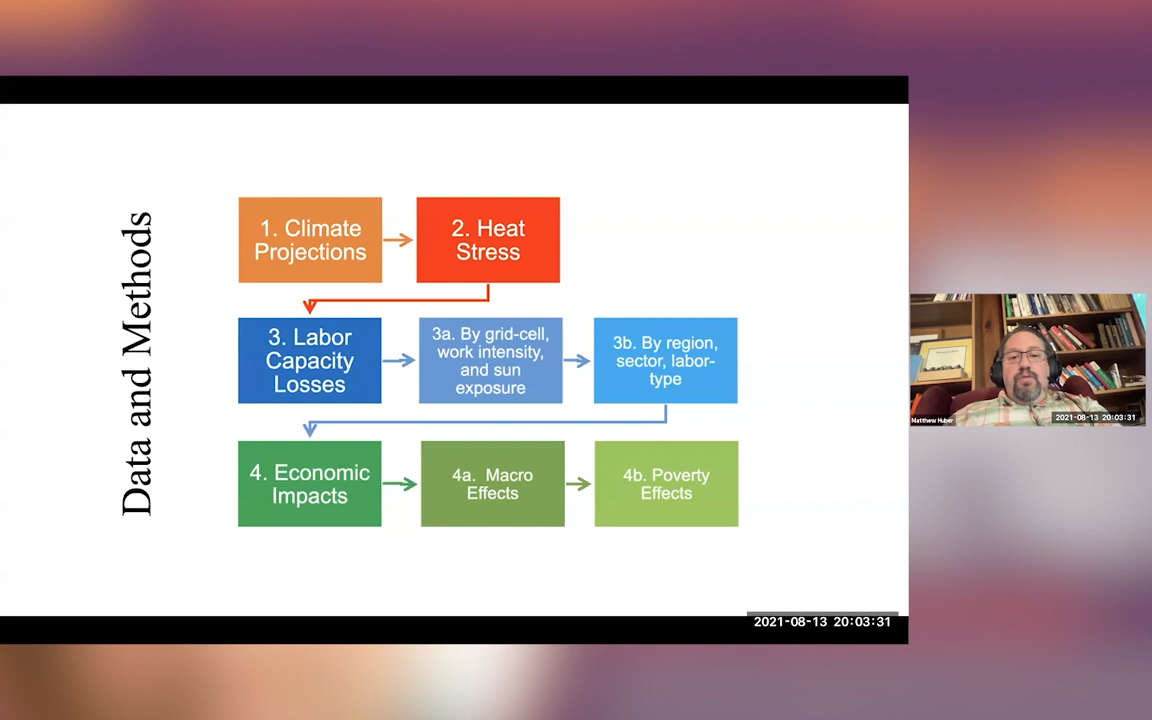 Data and Methods
1. Climate
Projections
2. Heat
Stress
3. Labor
Capacity
Losses
3a. By grid-cell,
work intensity,
and sun
exposure
3b. By region,
sector, labor-
type
4. Economic
Impacts
4a. Macro
Effects
4b. Poverty
Effects
2021-08-13 20:03:31
Matthew Huber
2021-08-13 20:03:31